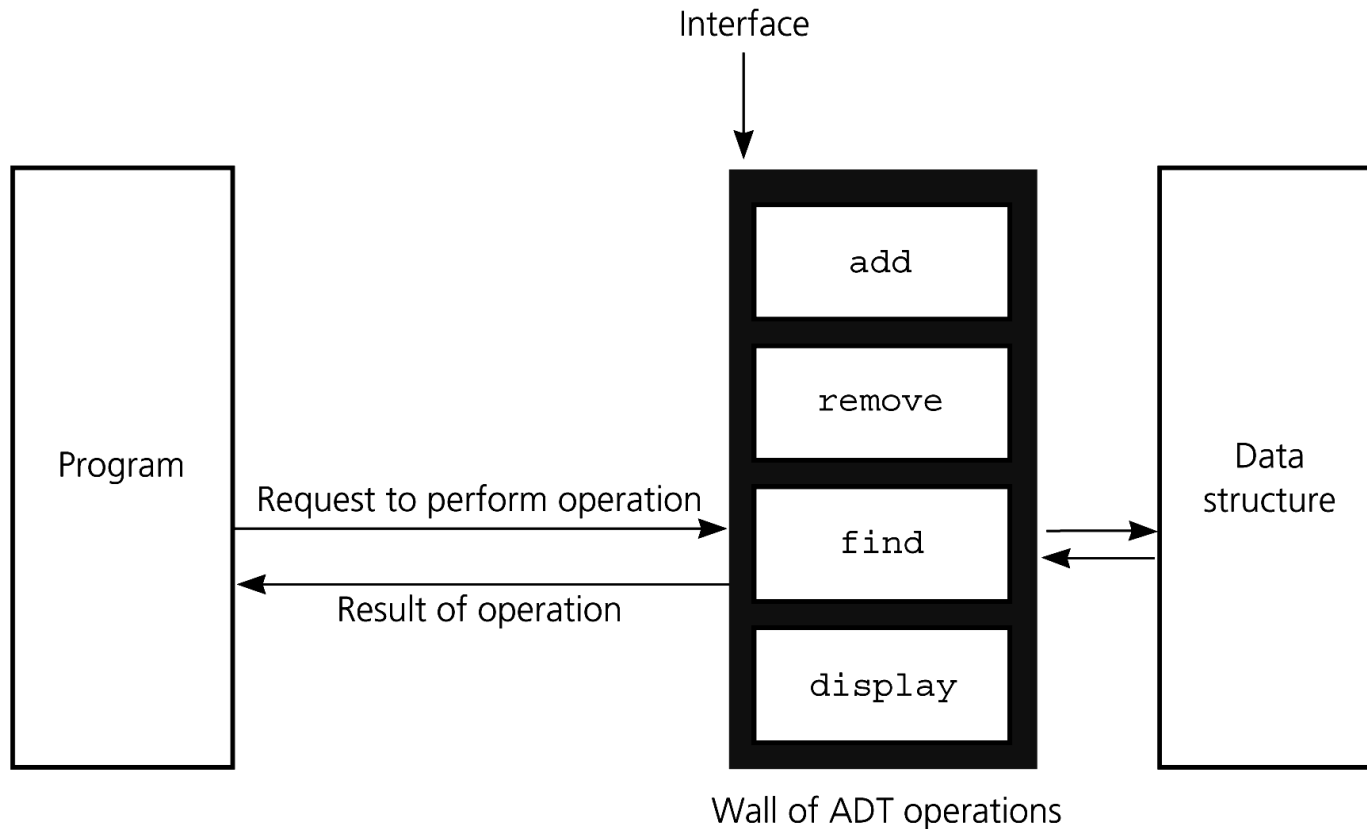 Interface
add
remove
Program
Request to perform operation
find
Result of operation
display
Data
structure
Wall of ADT operations